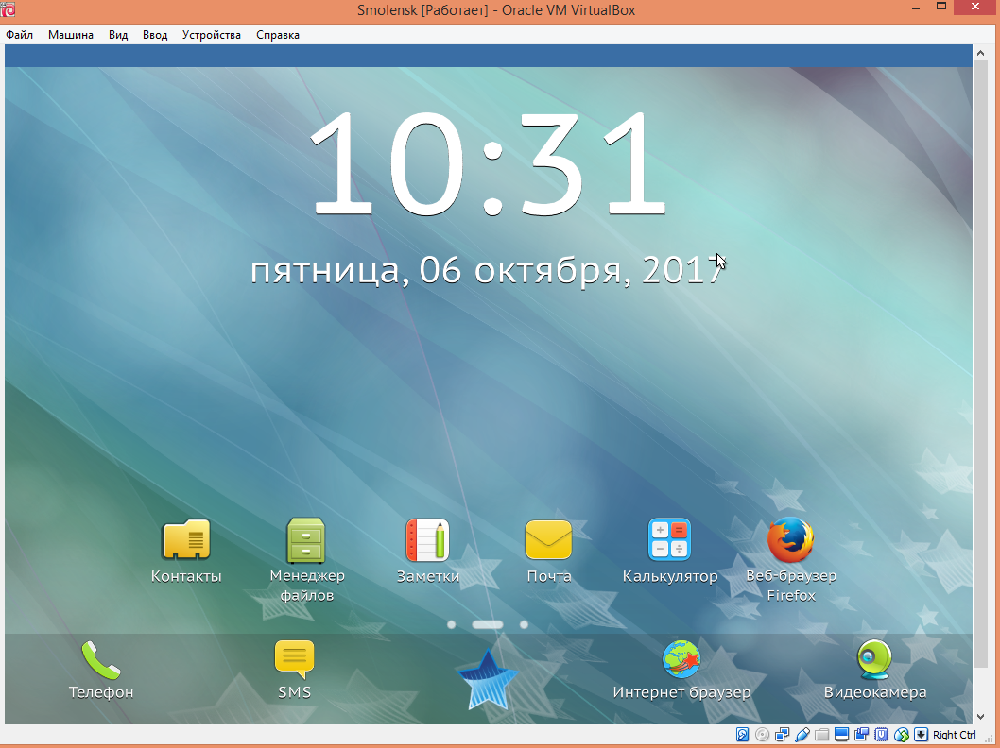 Smolensk [Работает] - Oracle VM VirtualBox
Файл Машина Вид Ввод Устройства Справка
10:31
пятница, 06 октября, 2017
Контакты Менеджер файлов Заметки Почта Калькулятор Веб-браузер Firefox
Телефон SMS Интернет браузер Видеокамера
Right Ctrl